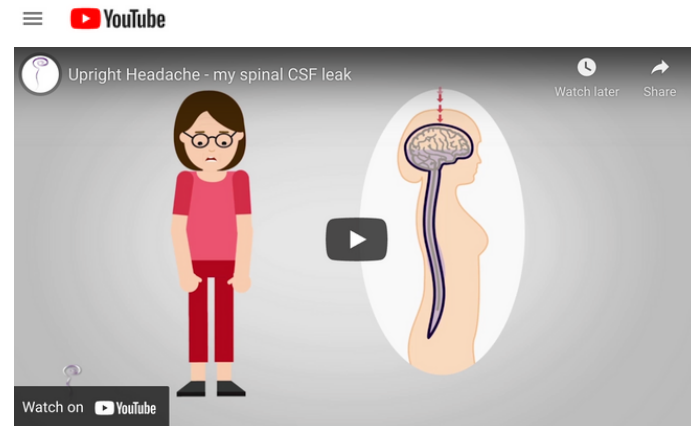 YouTube
Upright Headache - my spinal CSF leak
Watch later
Share
Watch on YouTube